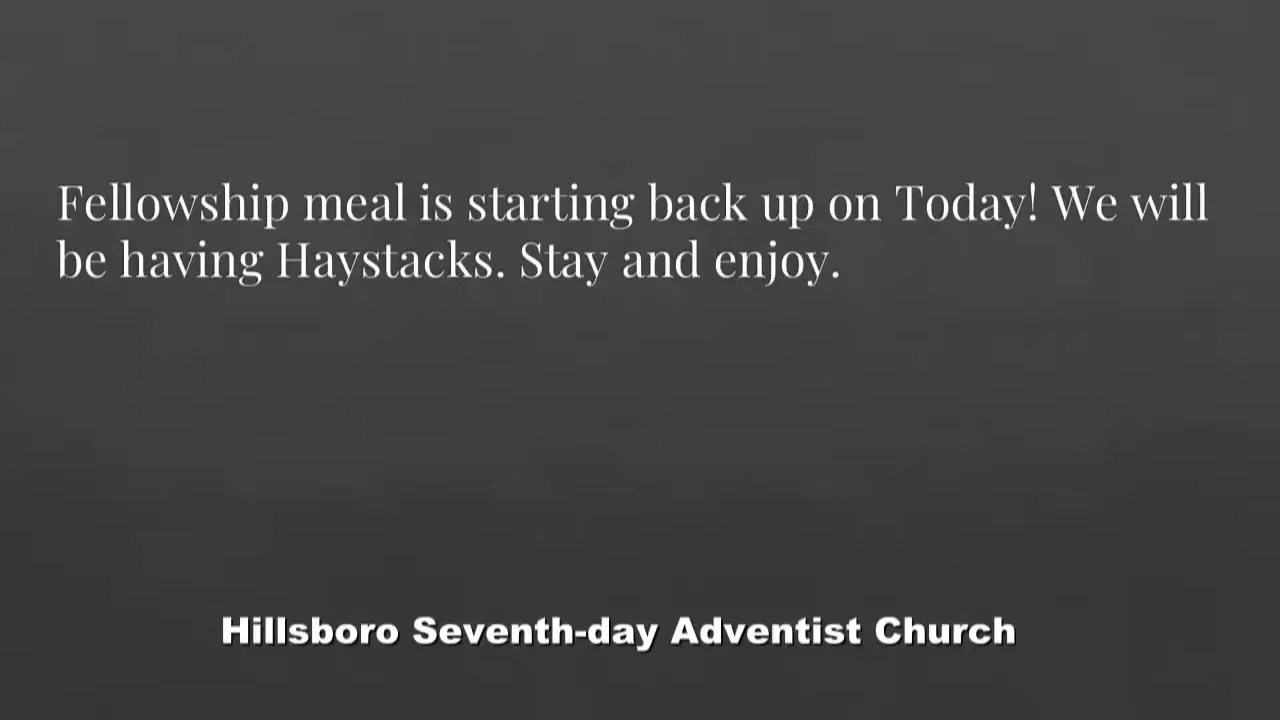 Fellowship meal is starting back up on Today! We will
be having Haystacks. Stay and enjoy.
Hillsboro Seventh-day Adventist Church